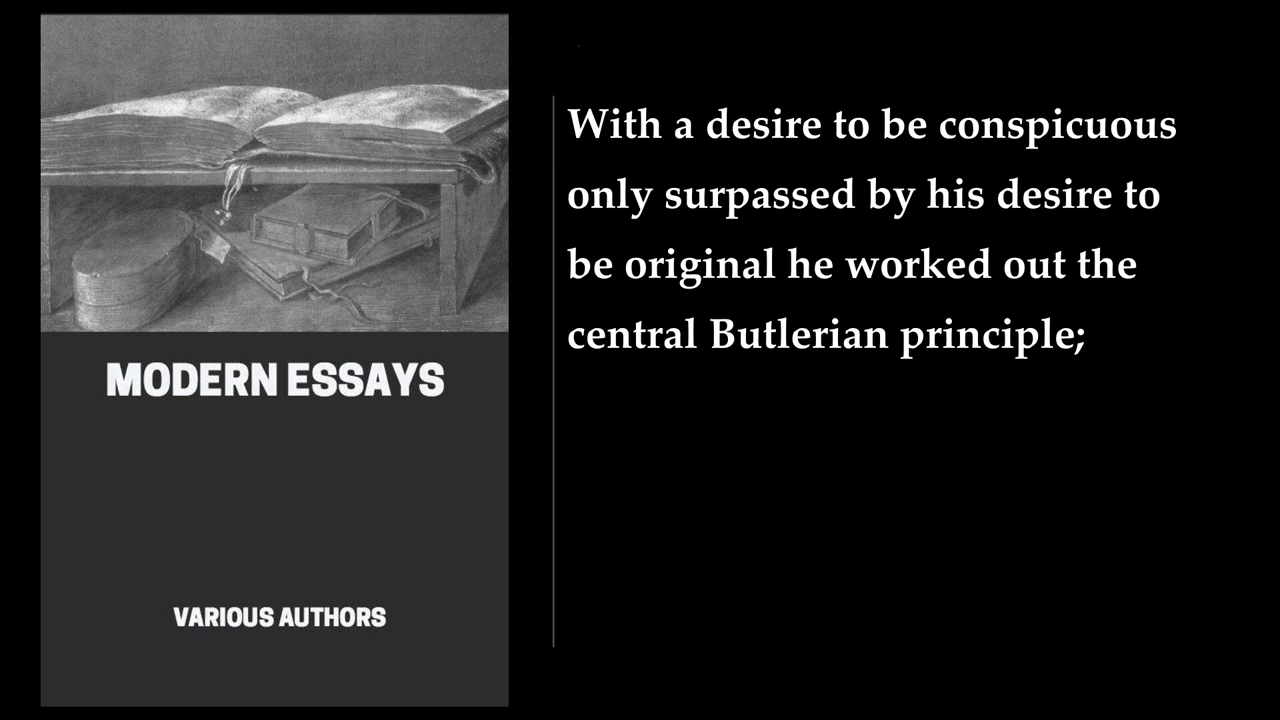 MODERN ESSAYS
VARIOUS AUTHORS
With a desire to be conspicuous
only surpassed by his desire to
be original he worked out the
central Butlerian principle;